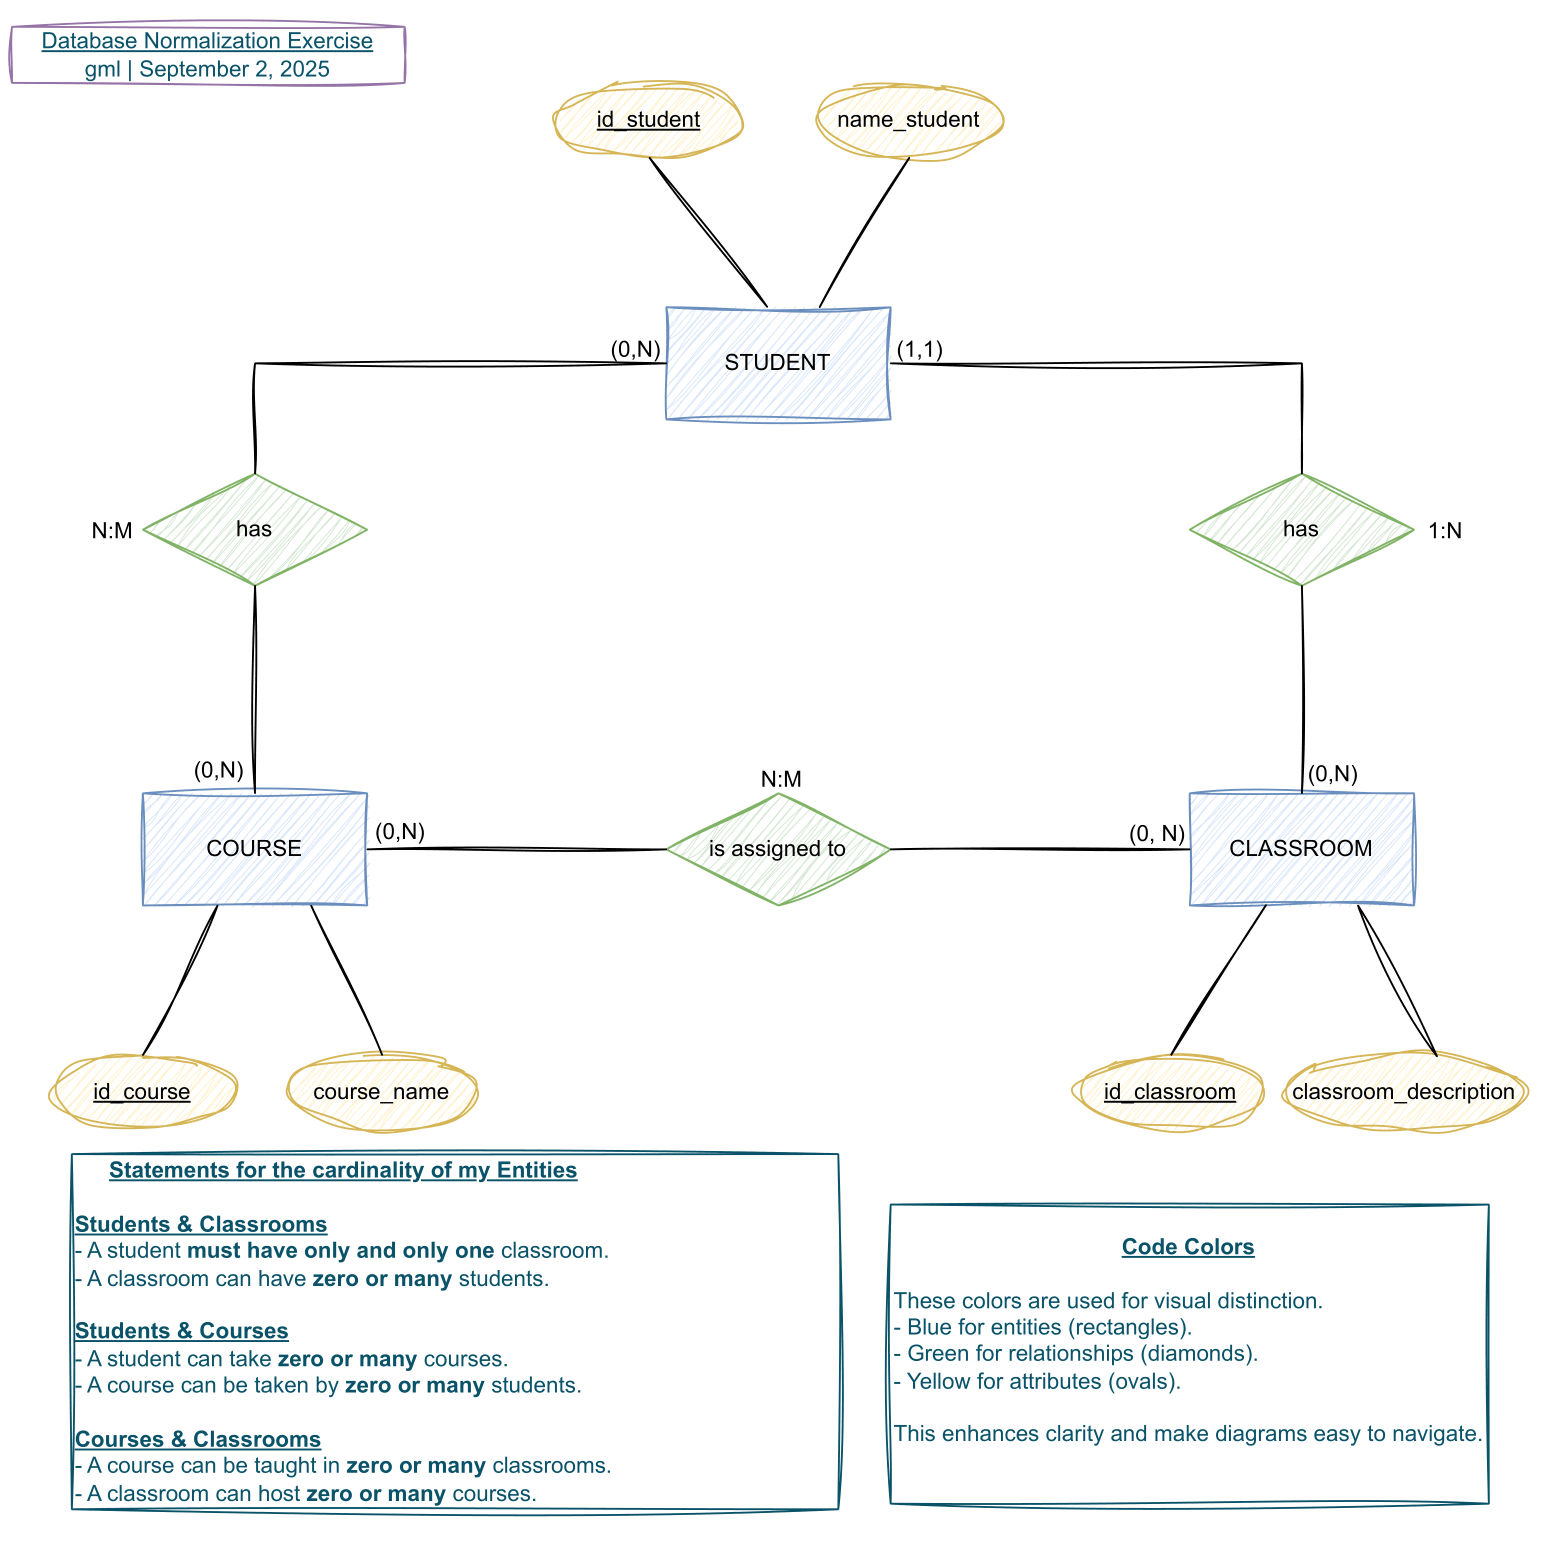 Database Normalization Exercise
gml | September 2, 2025
id_student
name_student
(0,N)
STUDENT
(1,1)
N:M
has
has
1:N
(0,N)
N:M
(0,N)
COURSE
(0,N)
is assigned to
(0, N)
CLASSROOM
id_course
course_name
id_classroom
classroom_description
Statements for the cardinality of my Entities
Students & Classrooms
- A student must have only and only one classroom.
- A classroom can have zero or many students.
Students & Courses
- A student can take zero or many courses.
- A course can be taken by zero or many students.
Courses & Classrooms
- A course can be taught in zero or many classrooms.
- A classroom can host zero or many courses.
Code Colors
These colors are used for visual distinction.
- Blue for entities (rectangles).
- Green for relationships (diamonds).
- Yellow for attributes (ovals).
This enhances clarity and make diagrams easy to navigate.